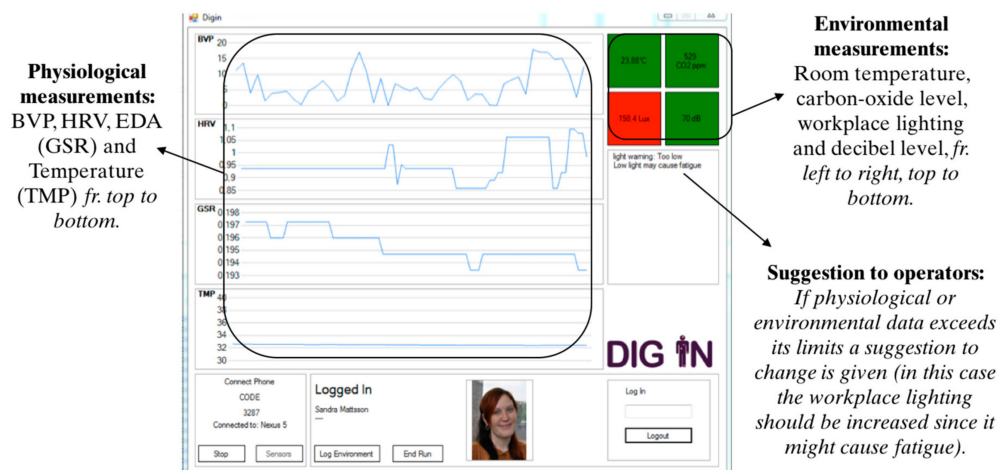 Digin
Physiological
measurements:
BVP, HRV, EDA
(GSR) and
Temperature
(TMP) fr. top to
bottom.
BVP 20
15
10
5
0
HRV 1,1
1.05
1
0.95
0.9
0.85
GSR 0.198
0.197
0.196
0.195
0.194
0.193
TMP 40
38
36
34
32
30
23.88°C
529
CO2 ppm
158.4 Lux
70 dB
light warning: Too low
Low light may cause fatigue
DIG IN
Connect Phone
CODE
3287
Connected to: Nexus 5
Stop
Sensors
Logged In
Sandra Mattsson
Log Environment
End Run
Log In
Logout
Environmental
measurements:
Room temperature,
carbon-oxide level,
workplace lighting
and decibel level, fr.
left to right, top to
bottom.
Suggestion to operators:
If physiological or
environmental data exceeds
its limits a suggestion to
change is given (in this case
the workplace lighting
should be increased since it
might cause fatigue).